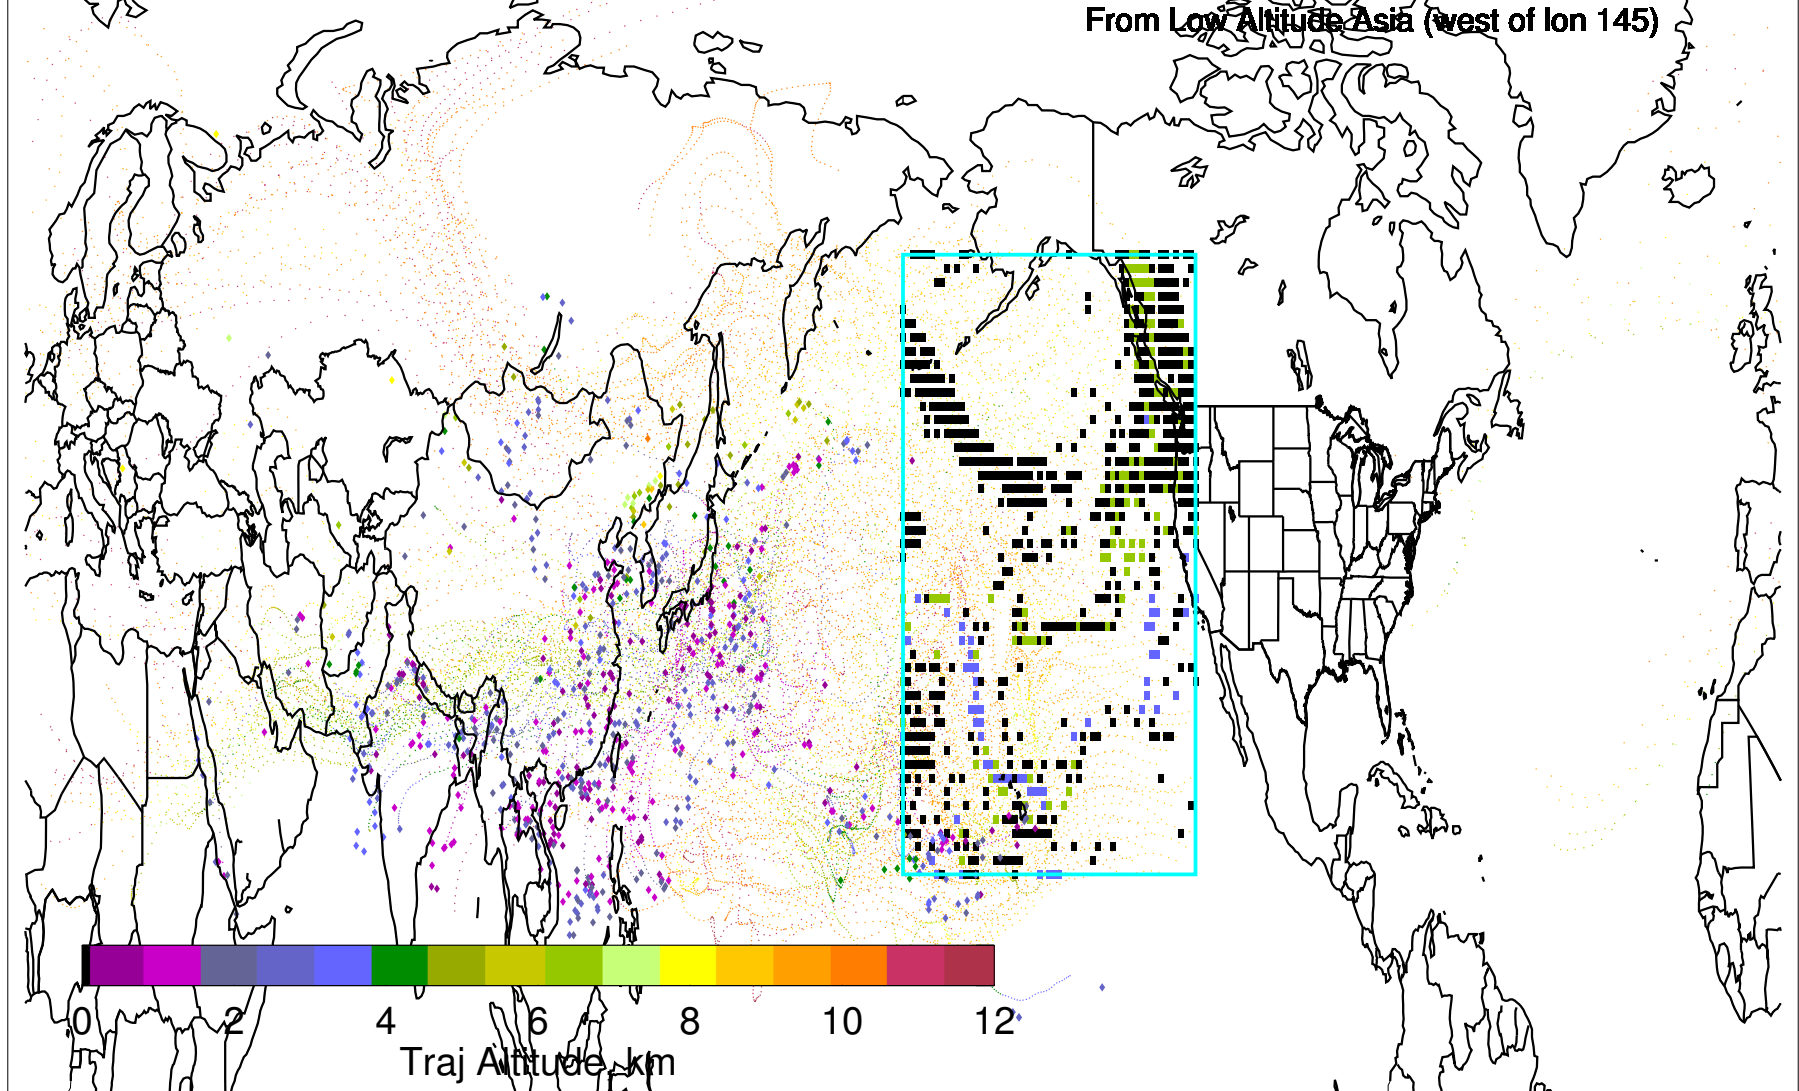 From Low Altitude Asia (west of lon 145)
0 2 4 6 8 10 12
Traj Altitude, km